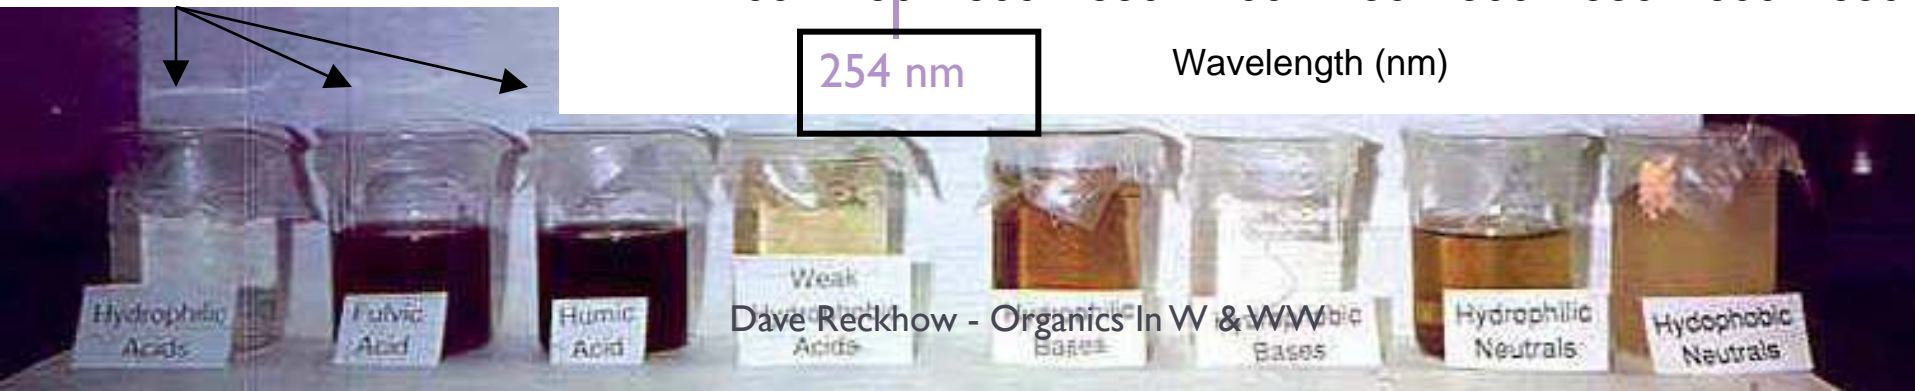 254 nm
Wavelength (nm)
Hydrophilic
Acids
Fulvic
Acid
Humic
Acid
Weak
Acids
Dave Reckhow - Organics In W & WW
Bases
Bases
Hydrophilic
Neutrals
Hydophobic
Neutrals